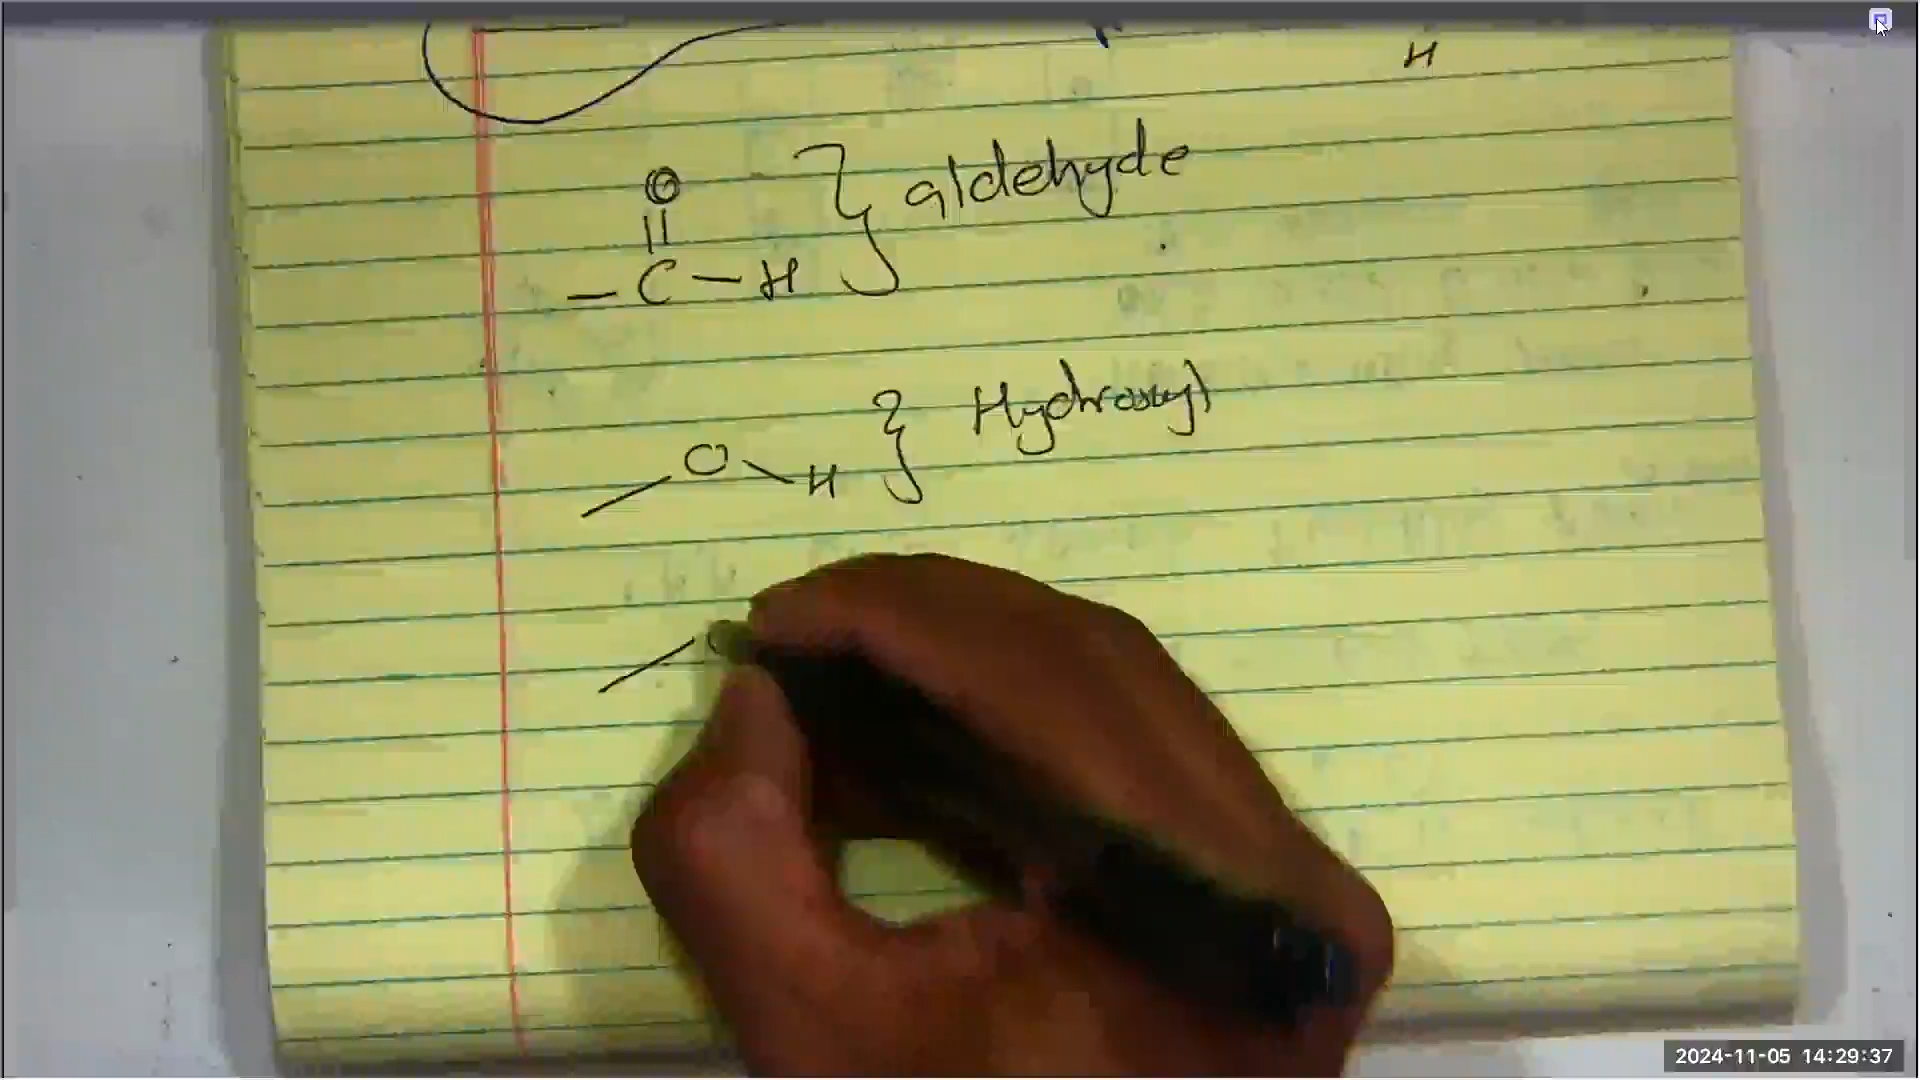 H
O
||
— C — H } aldehyde
O H } Hydroxyl
2024-11-05 14:29:37